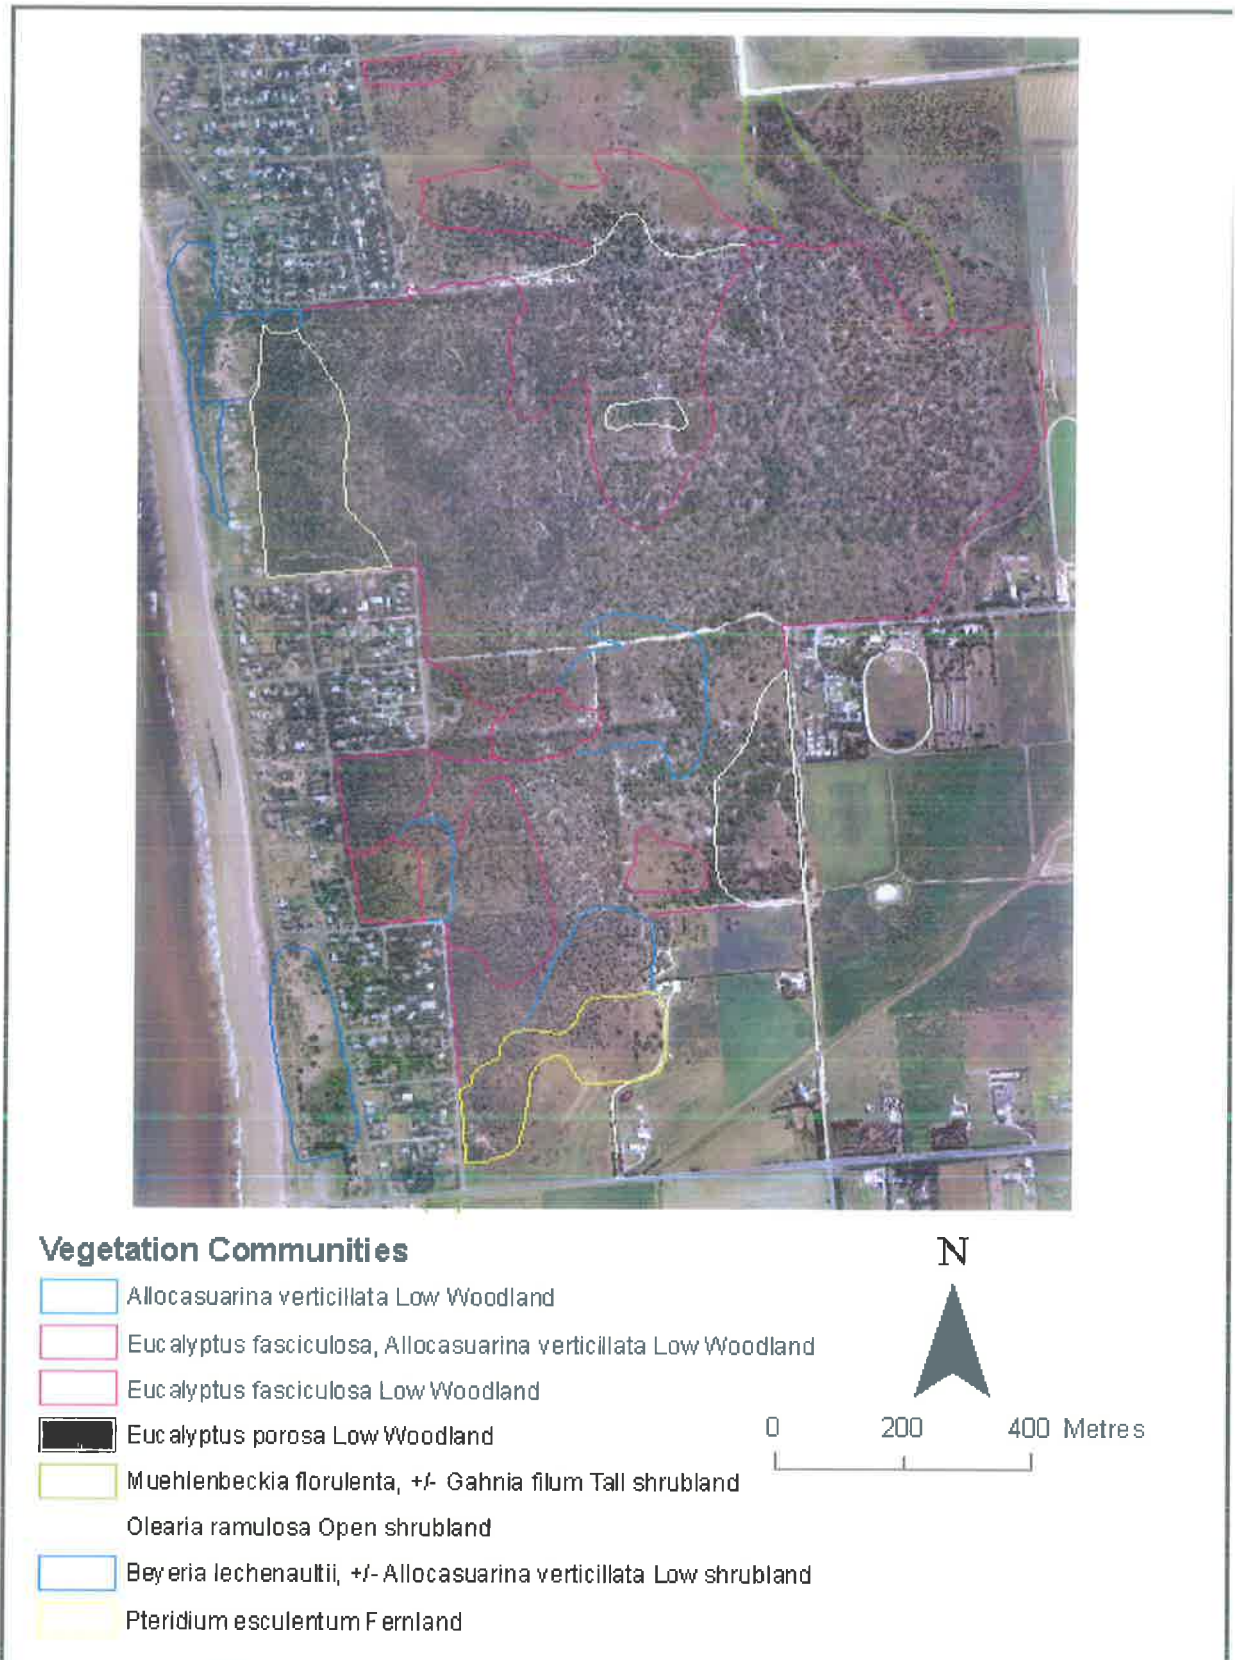 Vegetation Communities
N
Allocasuarina verticillata Low Woodland
Eucalyptus fasciculosa, Allocasuarina verticillata Low Woodland
Eucalyptus fasciculosa Low Woodland
Eucalyptus porosa Low Woodland
0 200 400 Metres
Muehlenbeckia florulenta, +/- Gahnia filum Tall shrubland
Olearia ramulosa Open shrubland
Beyeria lechenaultii, +/- Allocasuarina verticillata Low shrubland
Pteridium esculentum Fernland